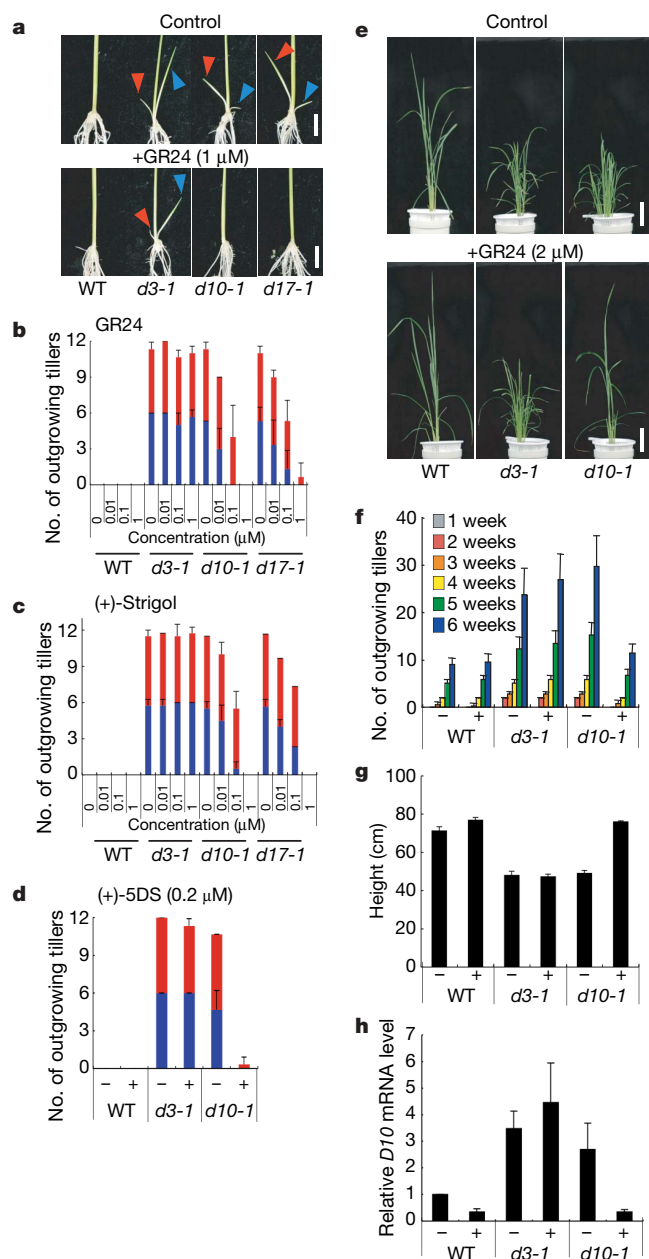 a
Control
+GR24 (1 μM)
WT d3-1 d10-1 d17-1
b
GR24
No. of outgrowing tillers
12
9
6
3
0
0 0.01 0.1 1 0 0.01 0.1 1 0 0.01 0.1 1 0 0.01 0.1 1
Concentration (μM)
WT d3-1 d10-1 d17-1
c
(+)-Strigol
No. of outgrowing tillers
12
9
6
3
0
0 0.01 0.1 1 0 0.01 0.1 1 0 0.01 0.1 1 0 0.01 0.1 1
Concentration (μM)
WT d3-1 d10-1 d17-1
d
(+)-5DS (0.2 μM)
No. of outgrowing tillers
12
9
6
3
0
– + – + – +
WT d3-1 d10-1
e
Control
+GR24 (2 μM)
WT d3-1 d10-1
f
No. of outgrowing tillers
40
30
20
10
0
1 week
2 weeks
3 weeks
4 weeks
5 weeks
6 weeks
– + – + – +
WT d3-1 d10-1
g
Height (cm)
100
80
60
40
20
0
– + – + – +
WT d3-1 d10-1
h
Relative D10 mRNA level
7
6
5
4
3
2
1
0
– + – + – +
WT d3-1 d10-1